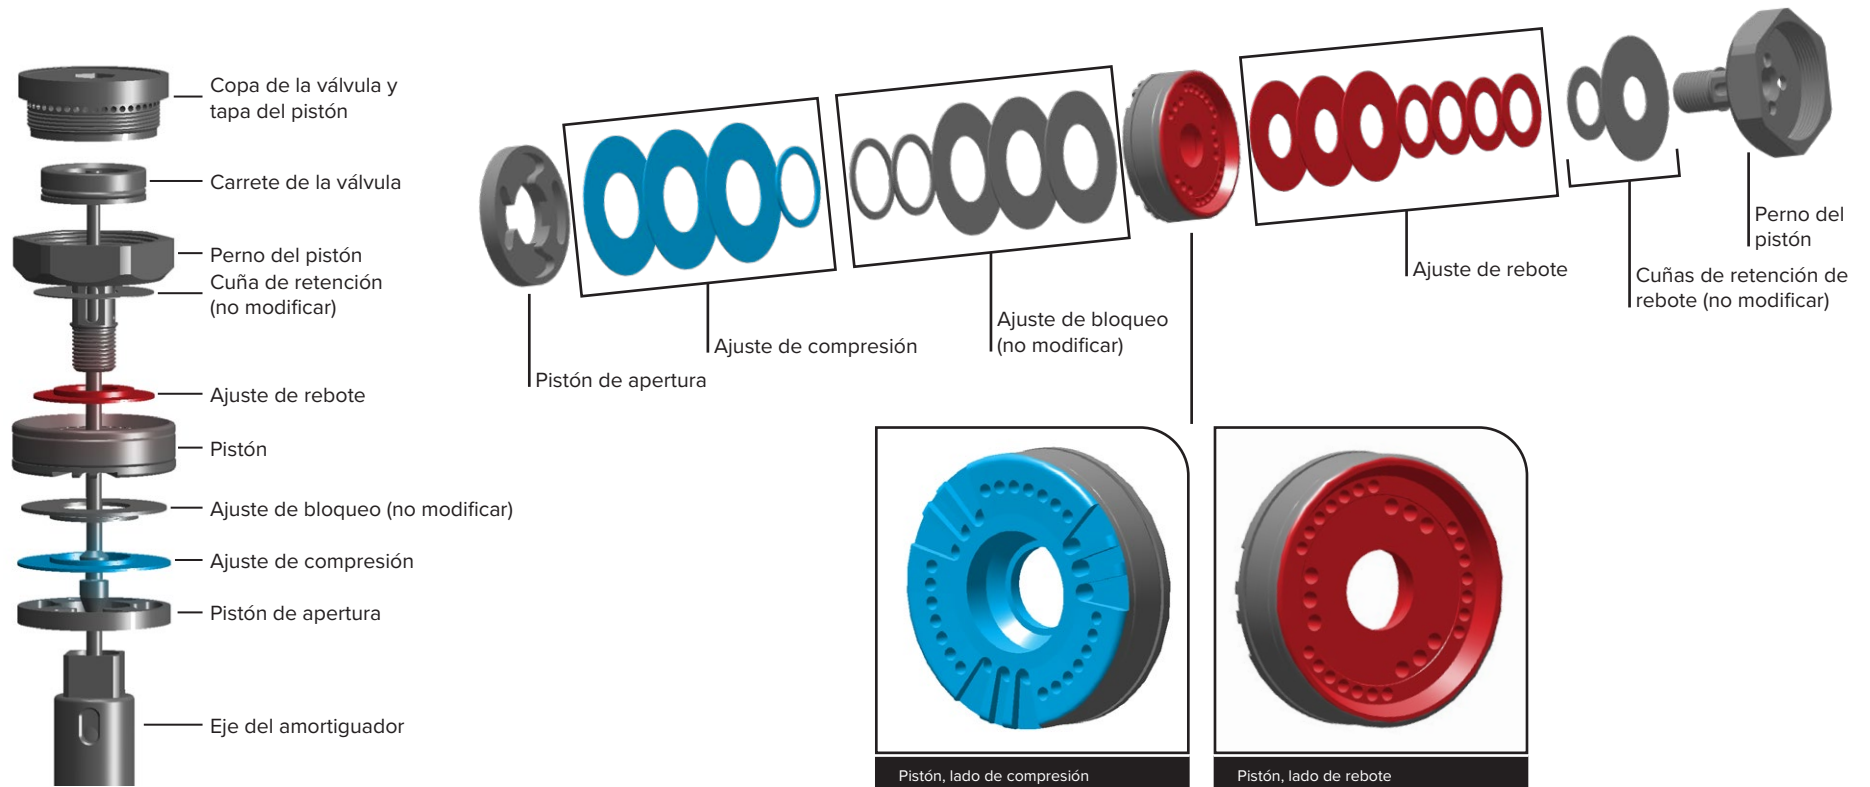 Copa de la válvula y
tapa del pistón
Carrete de la válvula
Perno del pistón
Cuña de retención
(no modificar)
Ajuste de rebote
Pistón
Ajuste de bloqueo (no modificar)
Ajuste de compresión
Pistón de apertura
Eje del amortiguador
Pistón de apertura
Ajuste de compresión
Ajuste de bloqueo
(no modificar)
Ajuste de rebote
Cuñas de retención de
rebote (no modificar)
Perno del
pistón
Pistón, lado de compresión
Pistón, lado de rebote